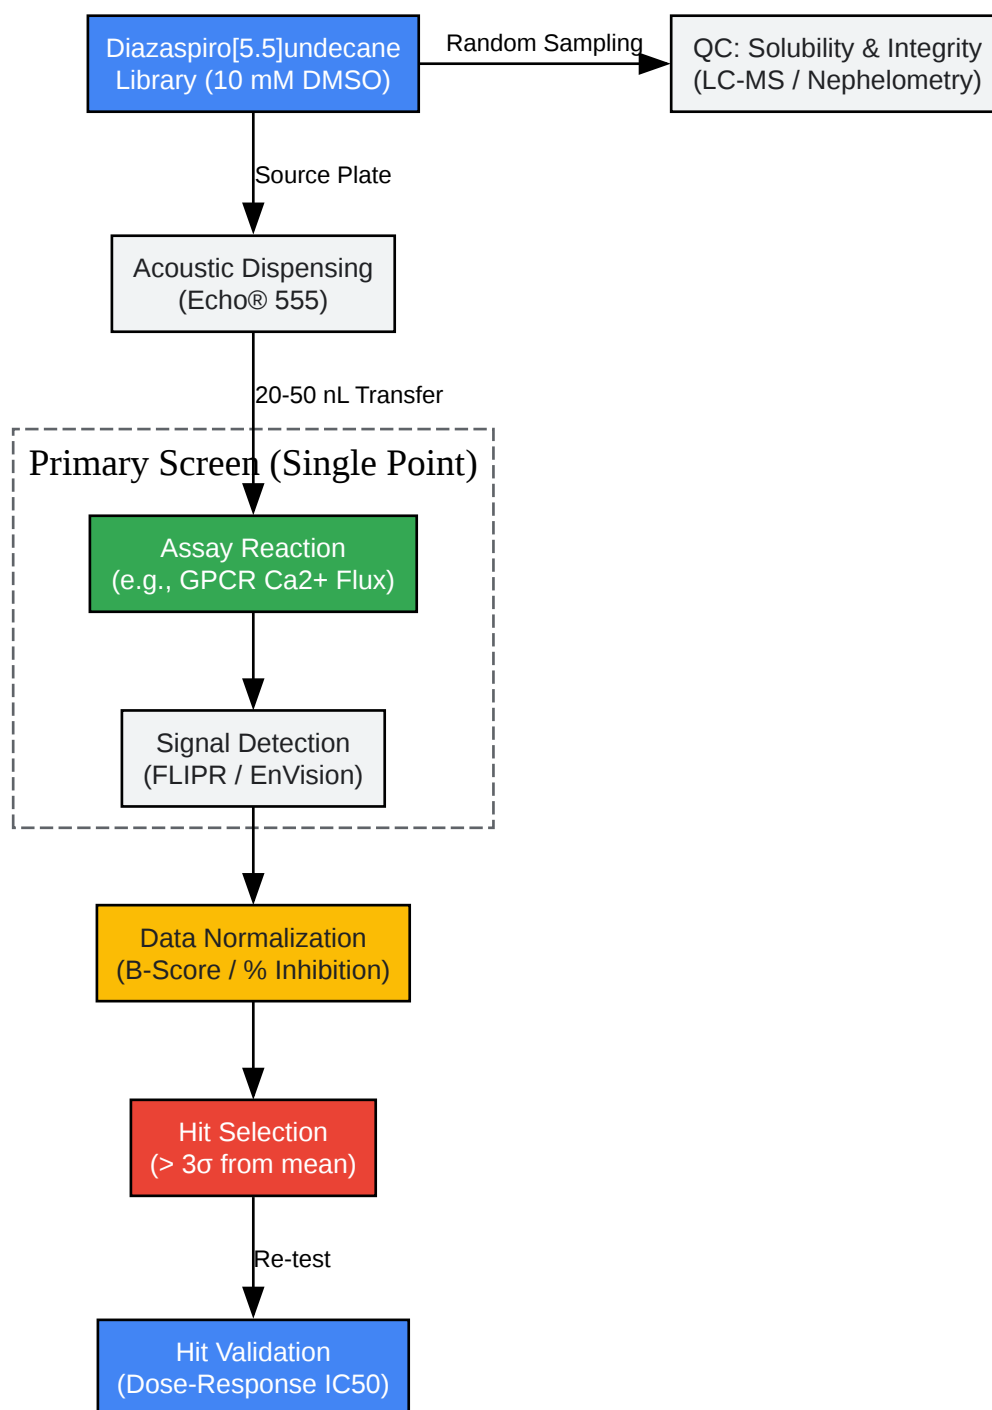 Diazaspiro[5.5]undecane
Library (10 mM DMSO)
Random Sampling
QC: Solubility & Integrity
(LC-MS / Nephelometry)
Source Plate
Acoustic Dispensing
(Echo® 555)
20-50 nL Transfer
Primary Screen (Single Point)
Assay Reaction
(e.g., GPCR Ca2+ Flux)
Signal Detection
(FLIPR / EnVision)
Data Normalization
(B-Score / % Inhibition)
Hit Selection
(> 3σ from mean)
Re-test
Hit Validation
(Dose-Response IC50)